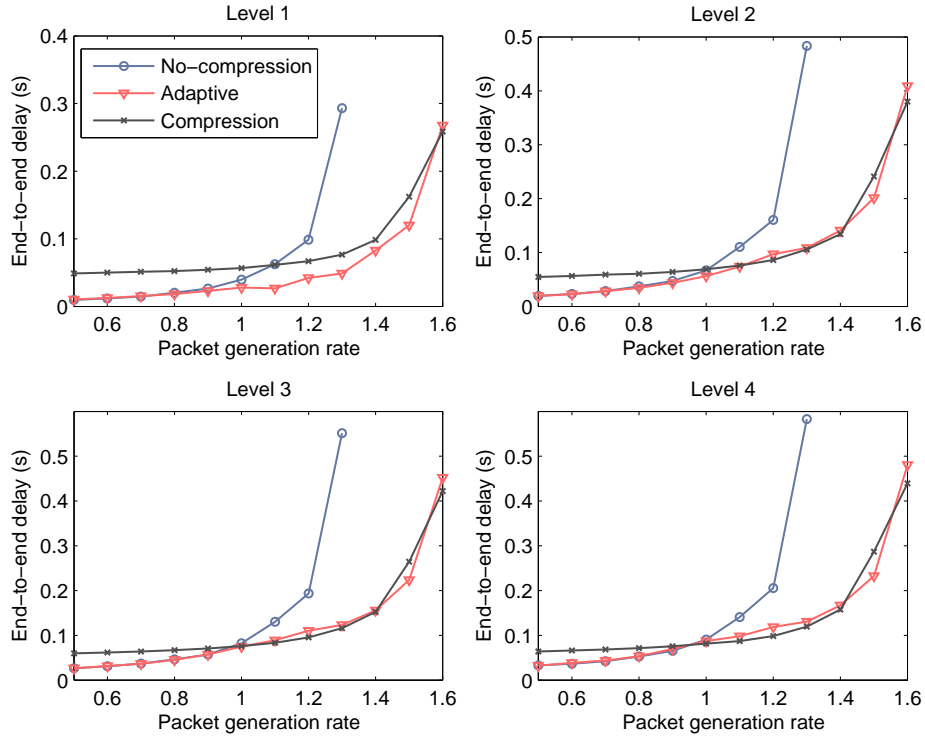 Level 1
0.4
0.3
0.2
0.1
0
End-to-end delay (s)
No-compression
Adaptive
Compression
0.6 0.8 1 1.2 1.4 1.6
Packet generation rate
Level 2
0.5
0.4
0.3
0.2
0.1
0
End-to-end delay (s)
0.6 0.8 1 1.2 1.4 1.6
Packet generation rate
Level 3
0.5
0.4
0.3
0.2
0.1
0
End-to-end delay (s)
0.6 0.8 1 1.2 1.4 1.6
Packet generation rate
Level 4
0.5
0.4
0.3
0.2
0.1
0
End-to-end delay (s)
0.6 0.8 1 1.2 1.4 1.6
Packet generation rate